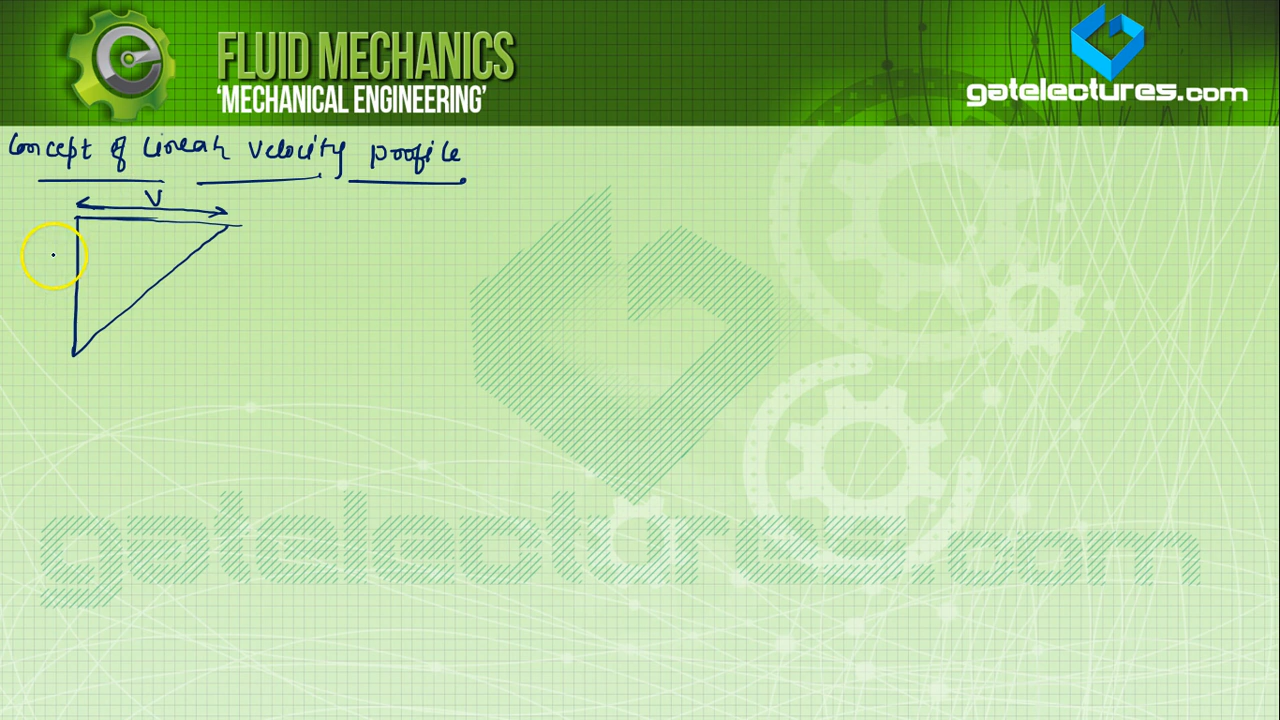 FLUID MECHANICS
'MECHANICAL ENGINEERING'
gatelectures.com
Concept of linear velocity profile
V
gatelectures.com